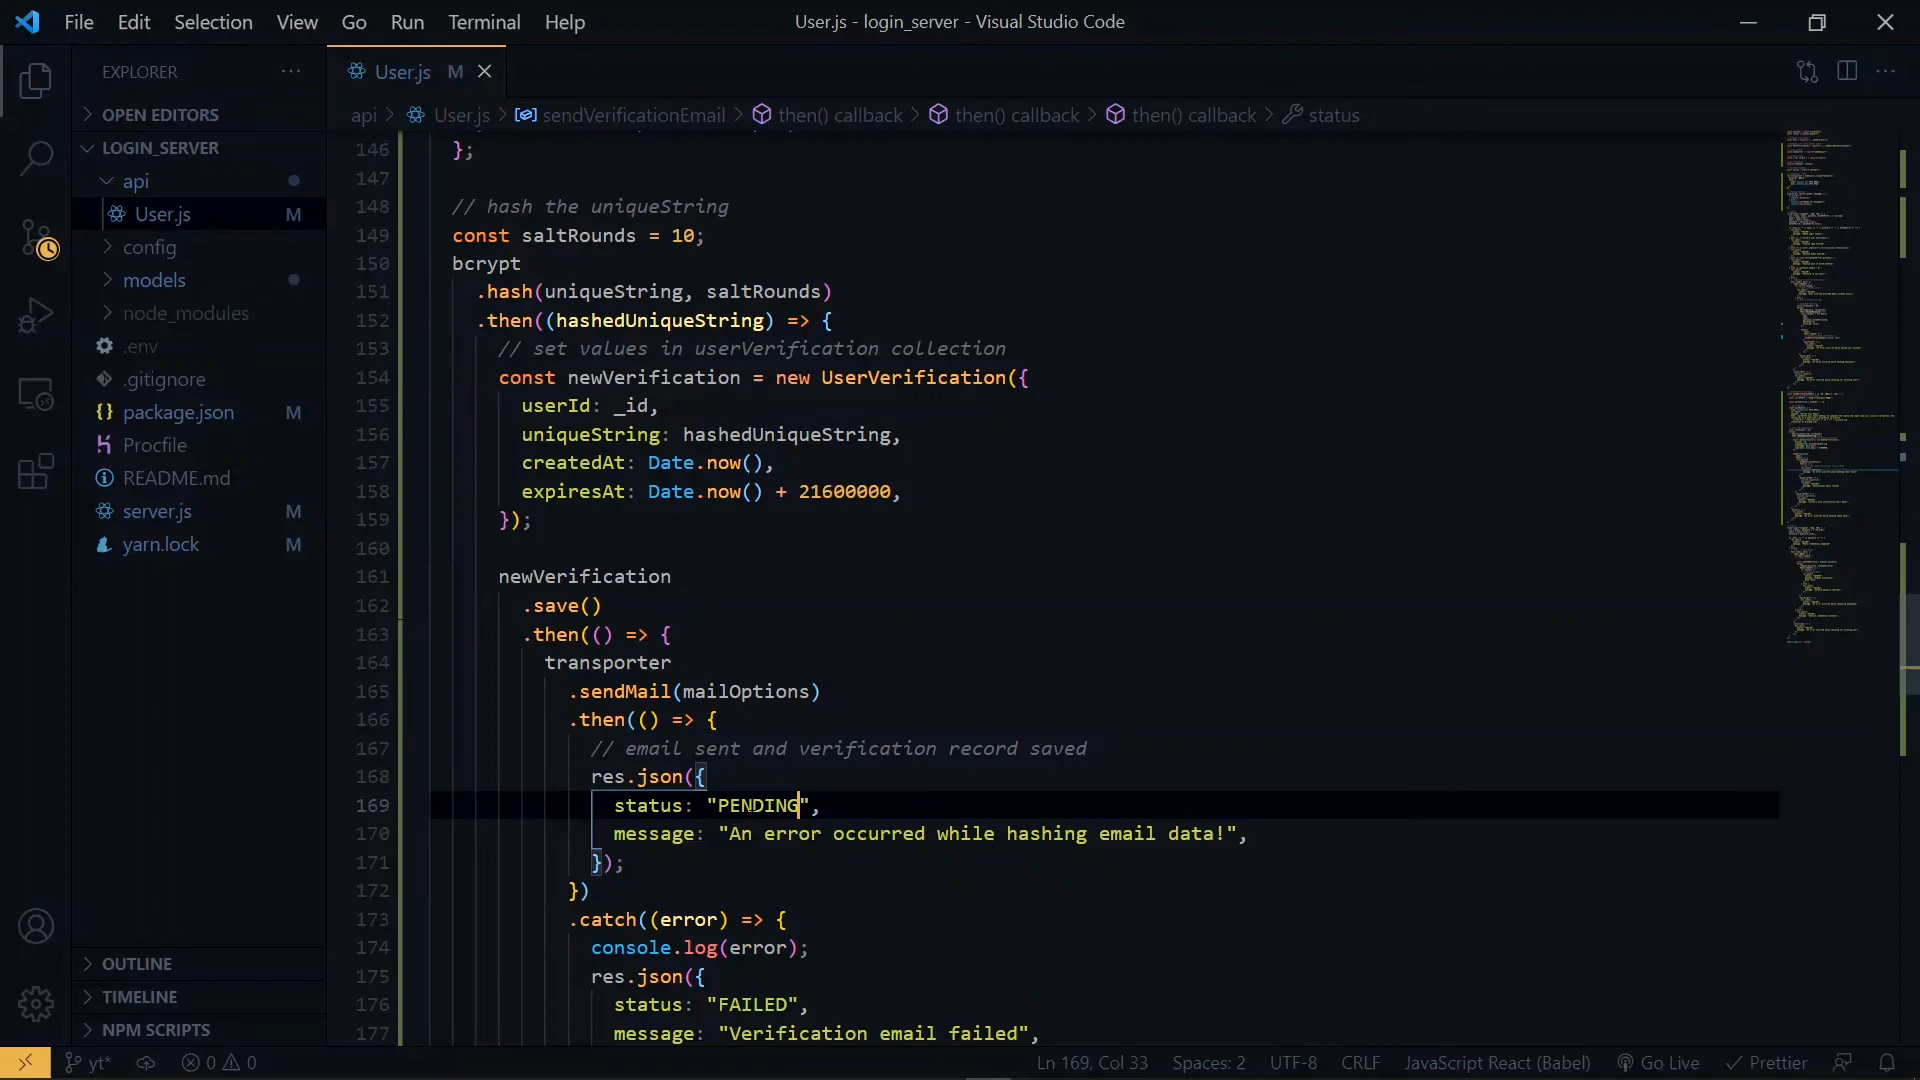 File Edit Selection View Go Run Terminal Help
User.js - login_server - Visual Studio Code
EXPLORER
OPEN EDITORS
LOGIN_SERVER
api
User.js M
config
models
node_modules
.env
.gitignore
package.json M
Procfile
README.md
server.js M
yarn.lock M
OUTLINE
TIMELINE
NPM SCRIPTS
User.js M
api > User.js > sendVerificationEmail > then() callback > then() callback > then() callback > status
146 };
147
148 // hash the uniqueString
149 const saltRounds = 10;
150 bcrypt
151 .hash(uniqueString, saltRounds)
152 .then((hashedUniqueString) => {
153 // set values in userVerification collection
154 const newVerification = new UserVerification({
155 userId: _id,
156 uniqueString: hashedUniqueString,
157 createdAt: Date.now(),
158 expiresAt: Date.now() + 21600000,
159 });
160
161 newVerification
162 .save()
163 .then(() => {
164 transporter
165 .sendMail(mailOptions)
166 .then(() => {
167 // email sent and verification record saved
168 res.json({
169 status: "PENDING",
170 message: "An error occurred while hashing email data!",
171 });
172 })
173 .catch((error) => {
174 console.log(error);
175 res.json({
176 status: "FAILED",
177 message: "Verification email failed",
yt* 0 0
Ln 169, Col 33 Spaces: 2 UTF-8 CRLF JavaScript React (Babel) Go Live Prettier